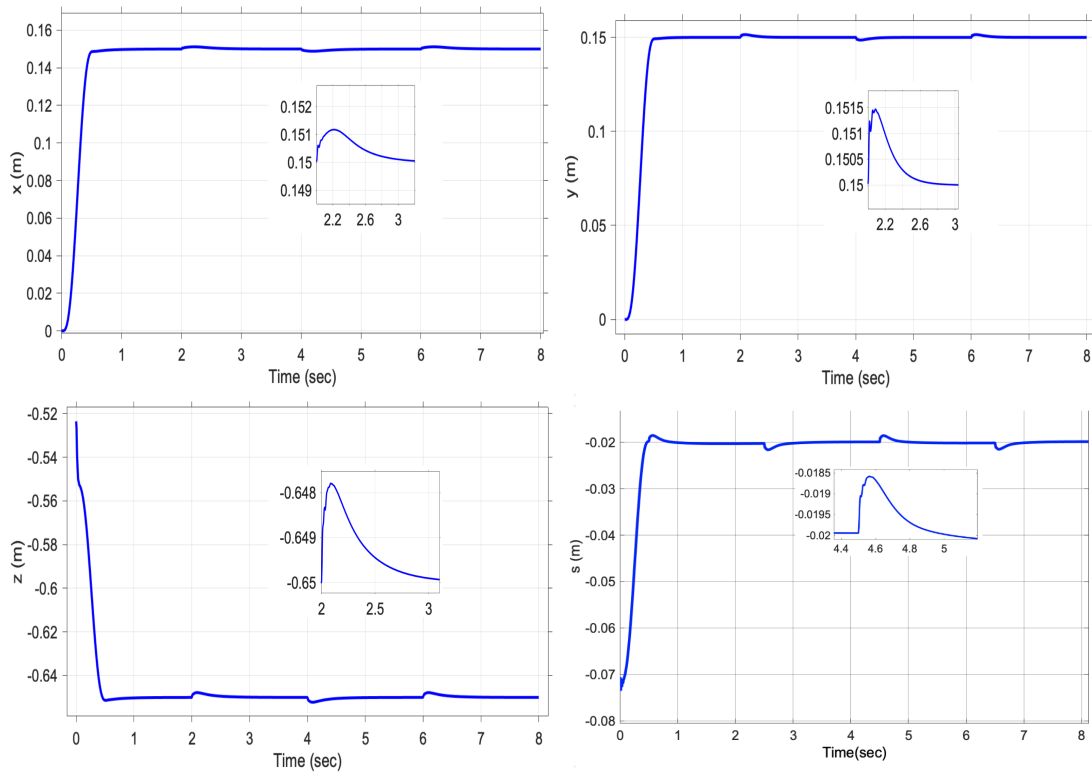 0.16
0.14
0.12
0.1
0.08
0.06
0.04
0.02
0
x (m)
0.152
0.151
0.15
0.149
2.2 2.6 3
0 1 2 3 4 5 6 7 8
Time (sec)
0.15
0.1
0.05
0
y (m)
0.1515
0.151
0.1505
0.15
2.2 2.6 3
0 1 2 3 4 5 6 7 8
Time (sec)
-0.52
-0.54
-0.56
-0.58
-0.6
-0.62
-0.64
z (m)
-0.648
-0.649
-0.65
2 2.5 3
0 1 2 3 4 5 6 7 8
Time (sec)
-0.02
-0.03
-0.04
-0.05
-0.06
-0.07
-0.08
s (m)
-0.0185
-0.019
-0.0195
-0.02
4.4 4.6 4.8 5
0 1 2 3 4 5 6 7 8
Time(sec)